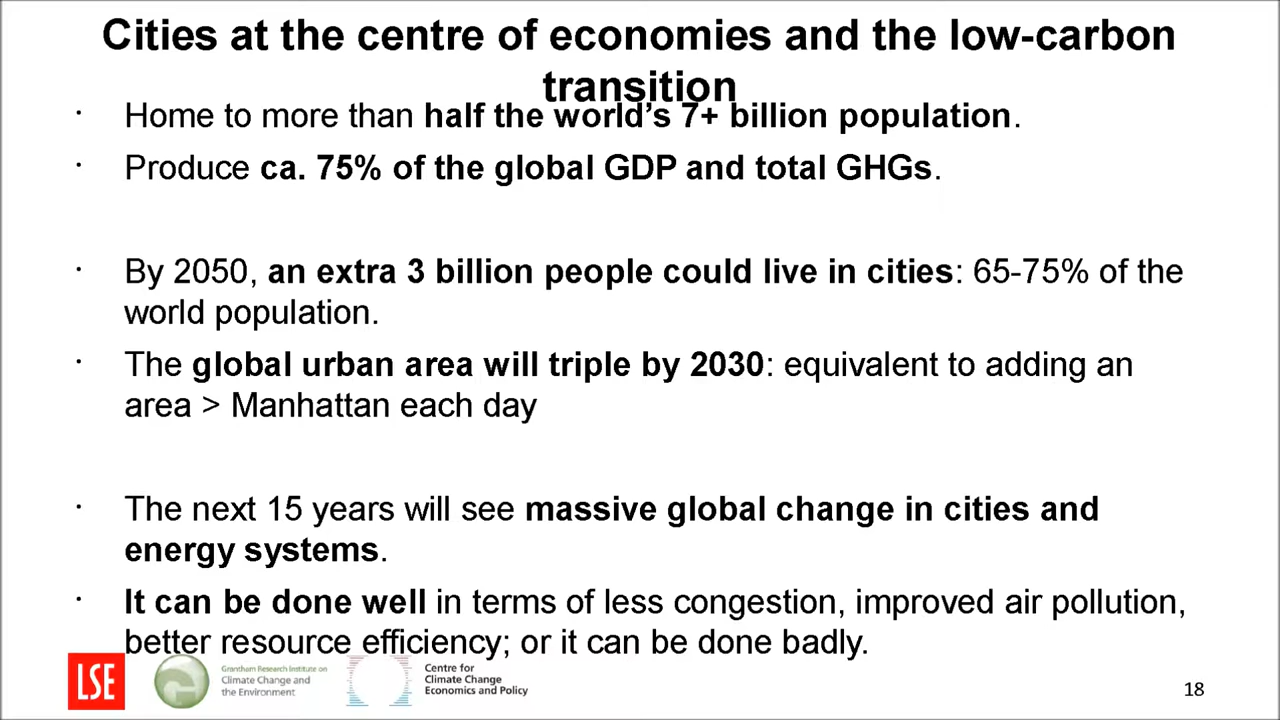 Cities at the centre of economies and the low-carbon
transition
· Home to more than half the world’s 7+ billion population.
· Produce ca. 75% of the global GDP and total GHGs.
· By 2050, an extra 3 billion people could live in cities: 65-75% of the
world population.
· The global urban area will triple by 2030: equivalent to adding an
area > Manhattan each day
· The next 15 years will see massive global change in cities and
energy systems.
· It can be done well in terms of less congestion, improved air pollution,
better resource efficiency; or it can be done badly.
LSE
Grantham Research Institute on
Climate Change and
the Environment
Centre for
Climate Change
Economics and Policy
18